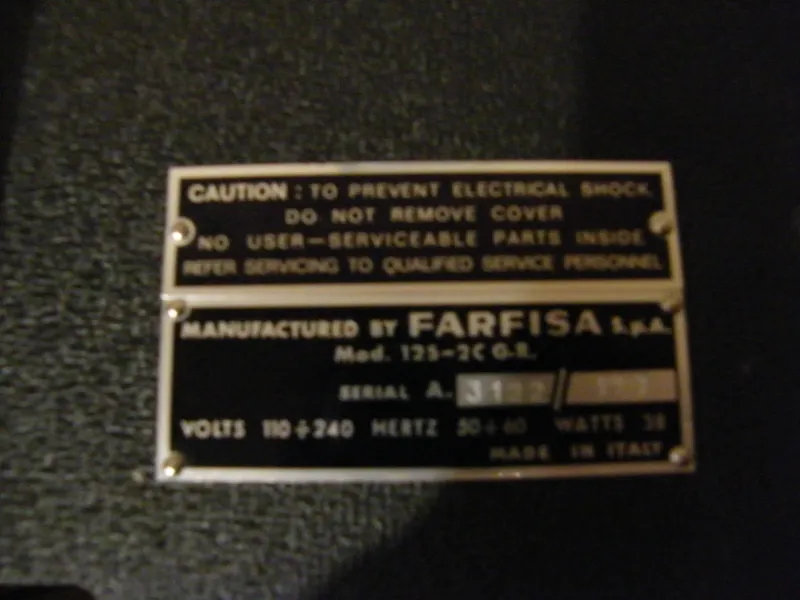 CAUTION : TO PREVENT ELECTRICAL SHOCK.
DO NOT REMOVE COVER
NO USER-SERVICEABLE PARTS INSIDE
REFER SERVICING TO QUALIFIED SERVICE PERSONNEL
MANUFACTURED BY FARFISA S.p.A.
Mod. 125-2C G.R.
SERIAL A.
VOLTS 110÷240 HERTZ 50÷60 WATTS 38
MADE IN ITALY